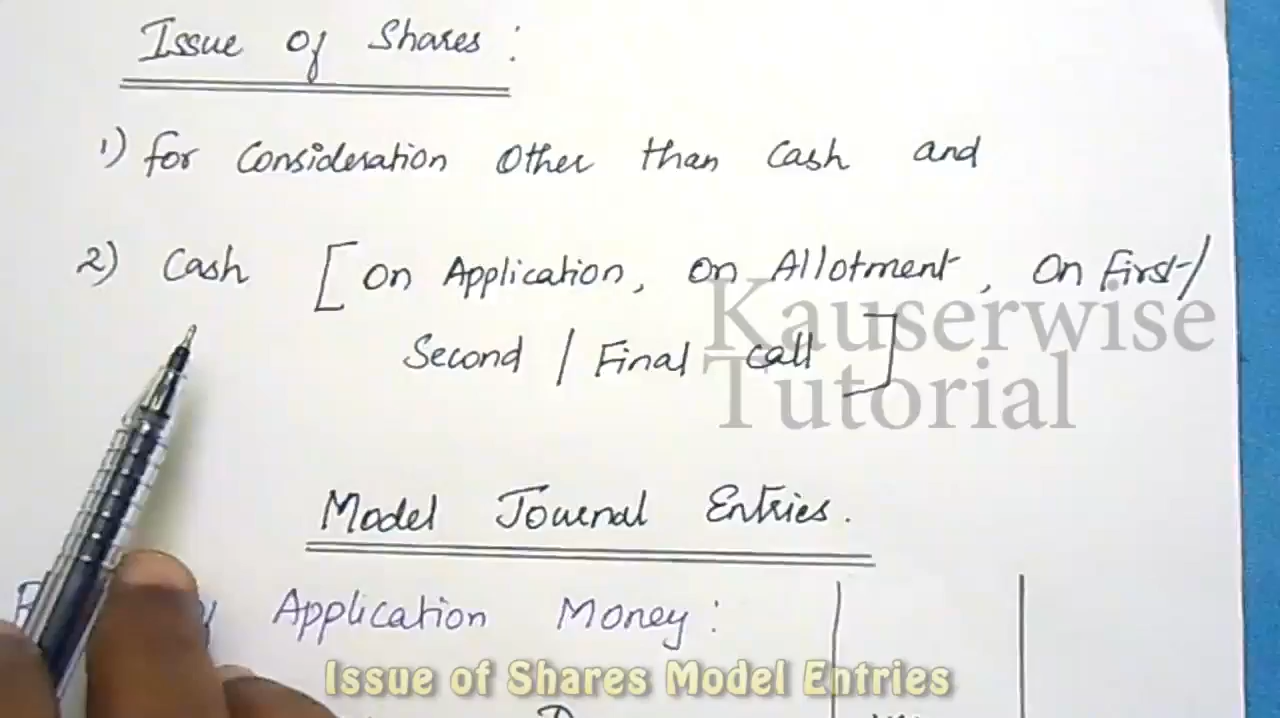 Issue of Shares :
1) for Consideration Other than Cash and
2) Cash [ on Application, on Allotment, on First /
Second / Final call ]
Kauserwise
Tutorial
Model Journal Entries.
Application Money :
Issue of Shares Model Entries